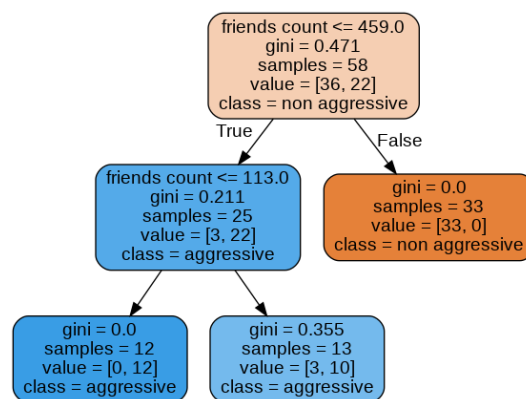 friends count <= 459.0
gini = 0.471
samples = 58
value = [36, 22]
class = non aggressive
True
False
friends count <= 113.0
gini = 0.211
samples = 25
value = [3, 22]
class = aggressive
gini = 0.0
samples = 33
value = [33, 0]
class = non aggressive
gini = 0.0
samples = 12
value = [0, 12]
class = aggressive
gini = 0.355
samples = 13
value = [3, 10]
class = aggressive